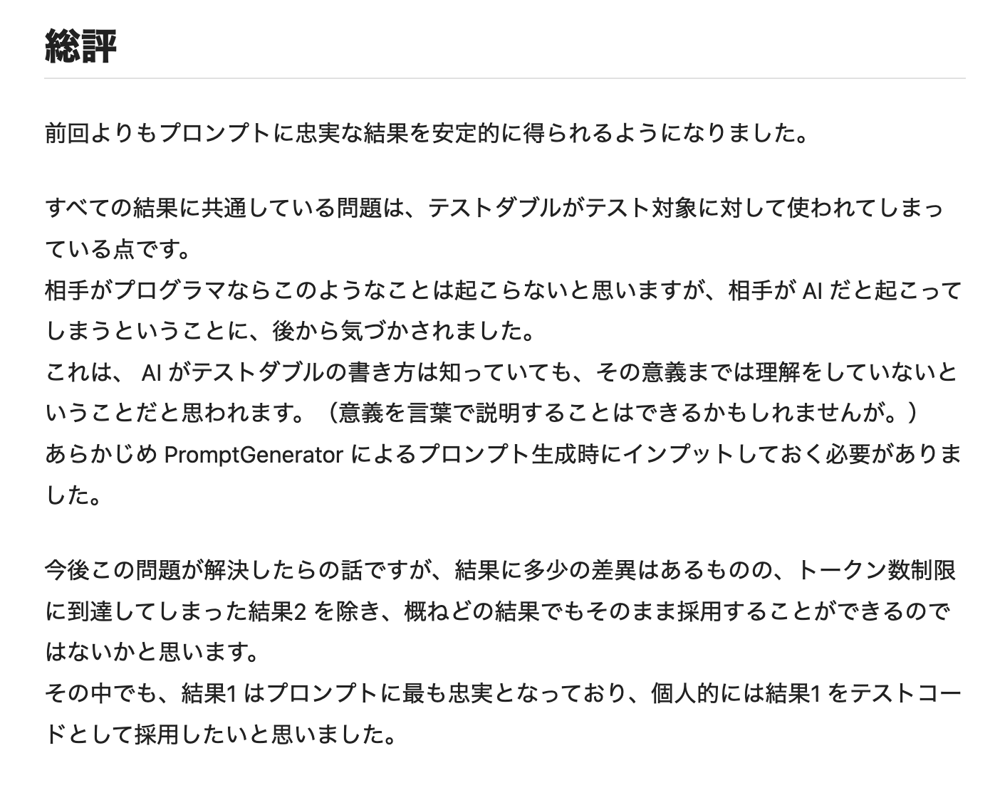 総評
前回よりもプロンプトに忠実な結果を安定的に得られるようになりました。
すべての結果に共通している問題は、テストダブルがテスト対象に対して使われてしまっ
ている点です。
相手がプログラマならこのようなことは起こらないと思いますが、相手が AI だと起こって
しまうということに、後から気づかされました。
これは、 AI がテストダブルの書き方は知っていても、その意義までは理解をしていないと
いうことだと思われます。（意義を言葉で説明することはできるかもしれませんが。）
あらかじめ PromptGenerator によるプロンプト生成時にインプットしておく必要がありま
した。
今後この問題が解決したらの話ですが、結果に多少の差異はあるものの、トークン数制限
に到達してしまった結果2 を除き、概ねどの結果でもそのまま採用することができるので
はないかと思います。
その中でも、結果1 はプロンプトに最も忠実となっており、個人的には結果1 をテストコー
ドとして採用したいと思いました。